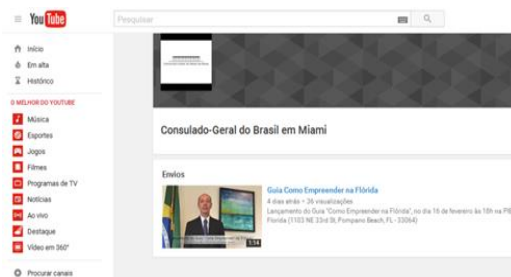 You Tube
Pesquisar
Início
Em alta
Histórico
O MELHOR DO YOUTUBE
Música
Esportes
Jogos
Filmes
Programas de TV
Notícias
Ao vivo
Destaque
Vídeo em 360°
Procurar canais
Consulado-Geral do Brasil em Miami
Envios
Guia Como Empreender na Flórida
4 dias atrás • 36 visualizações
Lançamento do Guia "Como Empreender na Flórida', no dia 16 de fevereiro às 18h na PIB
Florida (1103 NE 33rd St, Pompano Beach, FL - 33064)
1:14